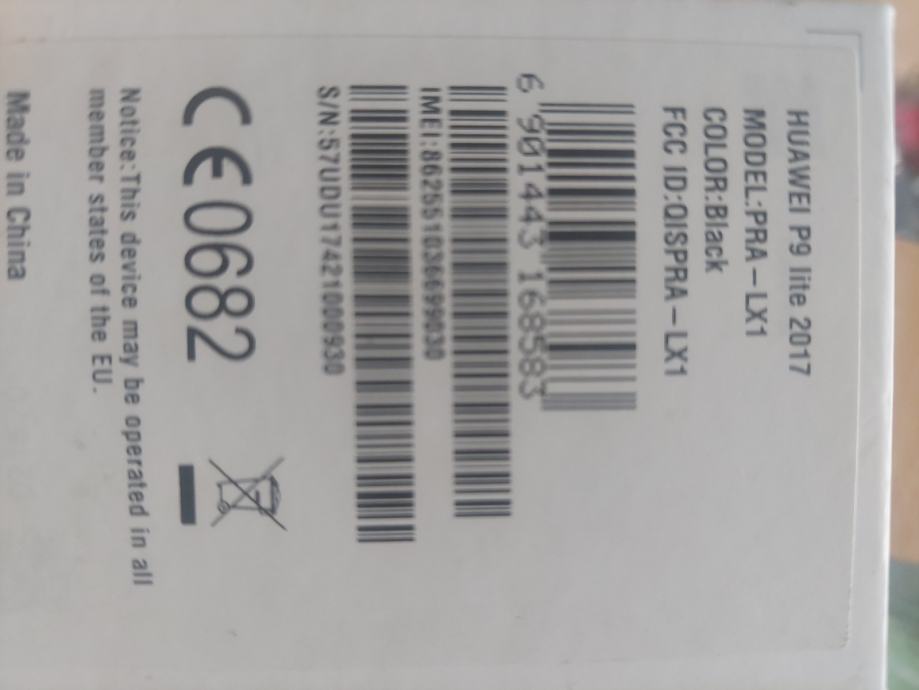 HUAWEI P9 lite 2017
MODEL:PRA-LX1
COLOR:Black
FCC ID:QISPRA-LX1
6 901443 168583
IMEI:862551036699030
S/N:57UDU17421000930
CE0682
Notice:This device may be operated in all
member states of the EU.
Made in China